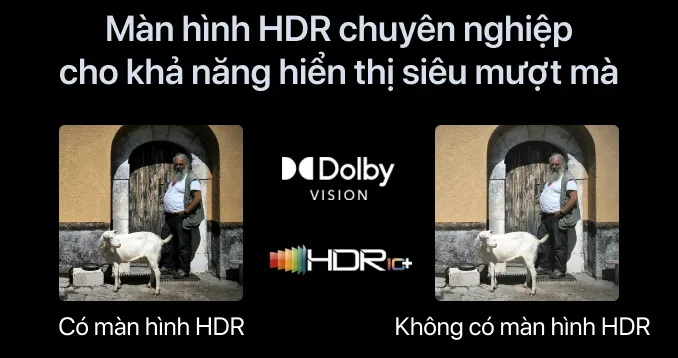 Màn hình HDR chuyên nghiệp
cho khả năng hiển thị siêu mượt mà
Dolby
VISION
HDR10+
Có màn hình HDR
Không có màn hình HDR